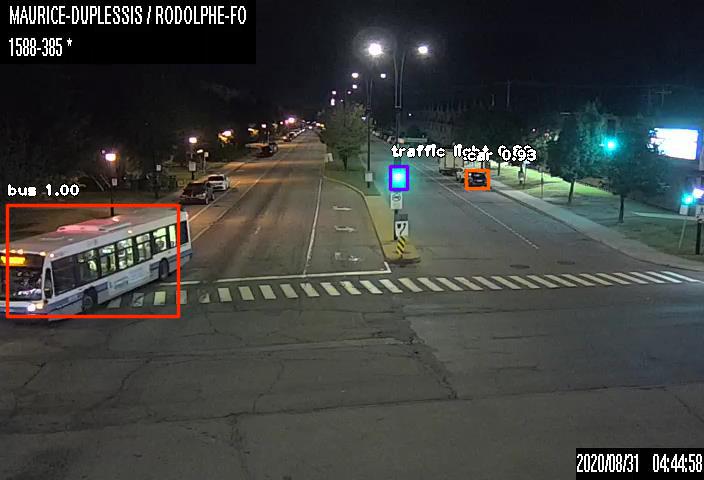 MAURICE-DUPLESSIS / RODOLPHE-FO
1588-385 *
traffic
car 0.93
bus 1.00
2020/08/31 04:44:58